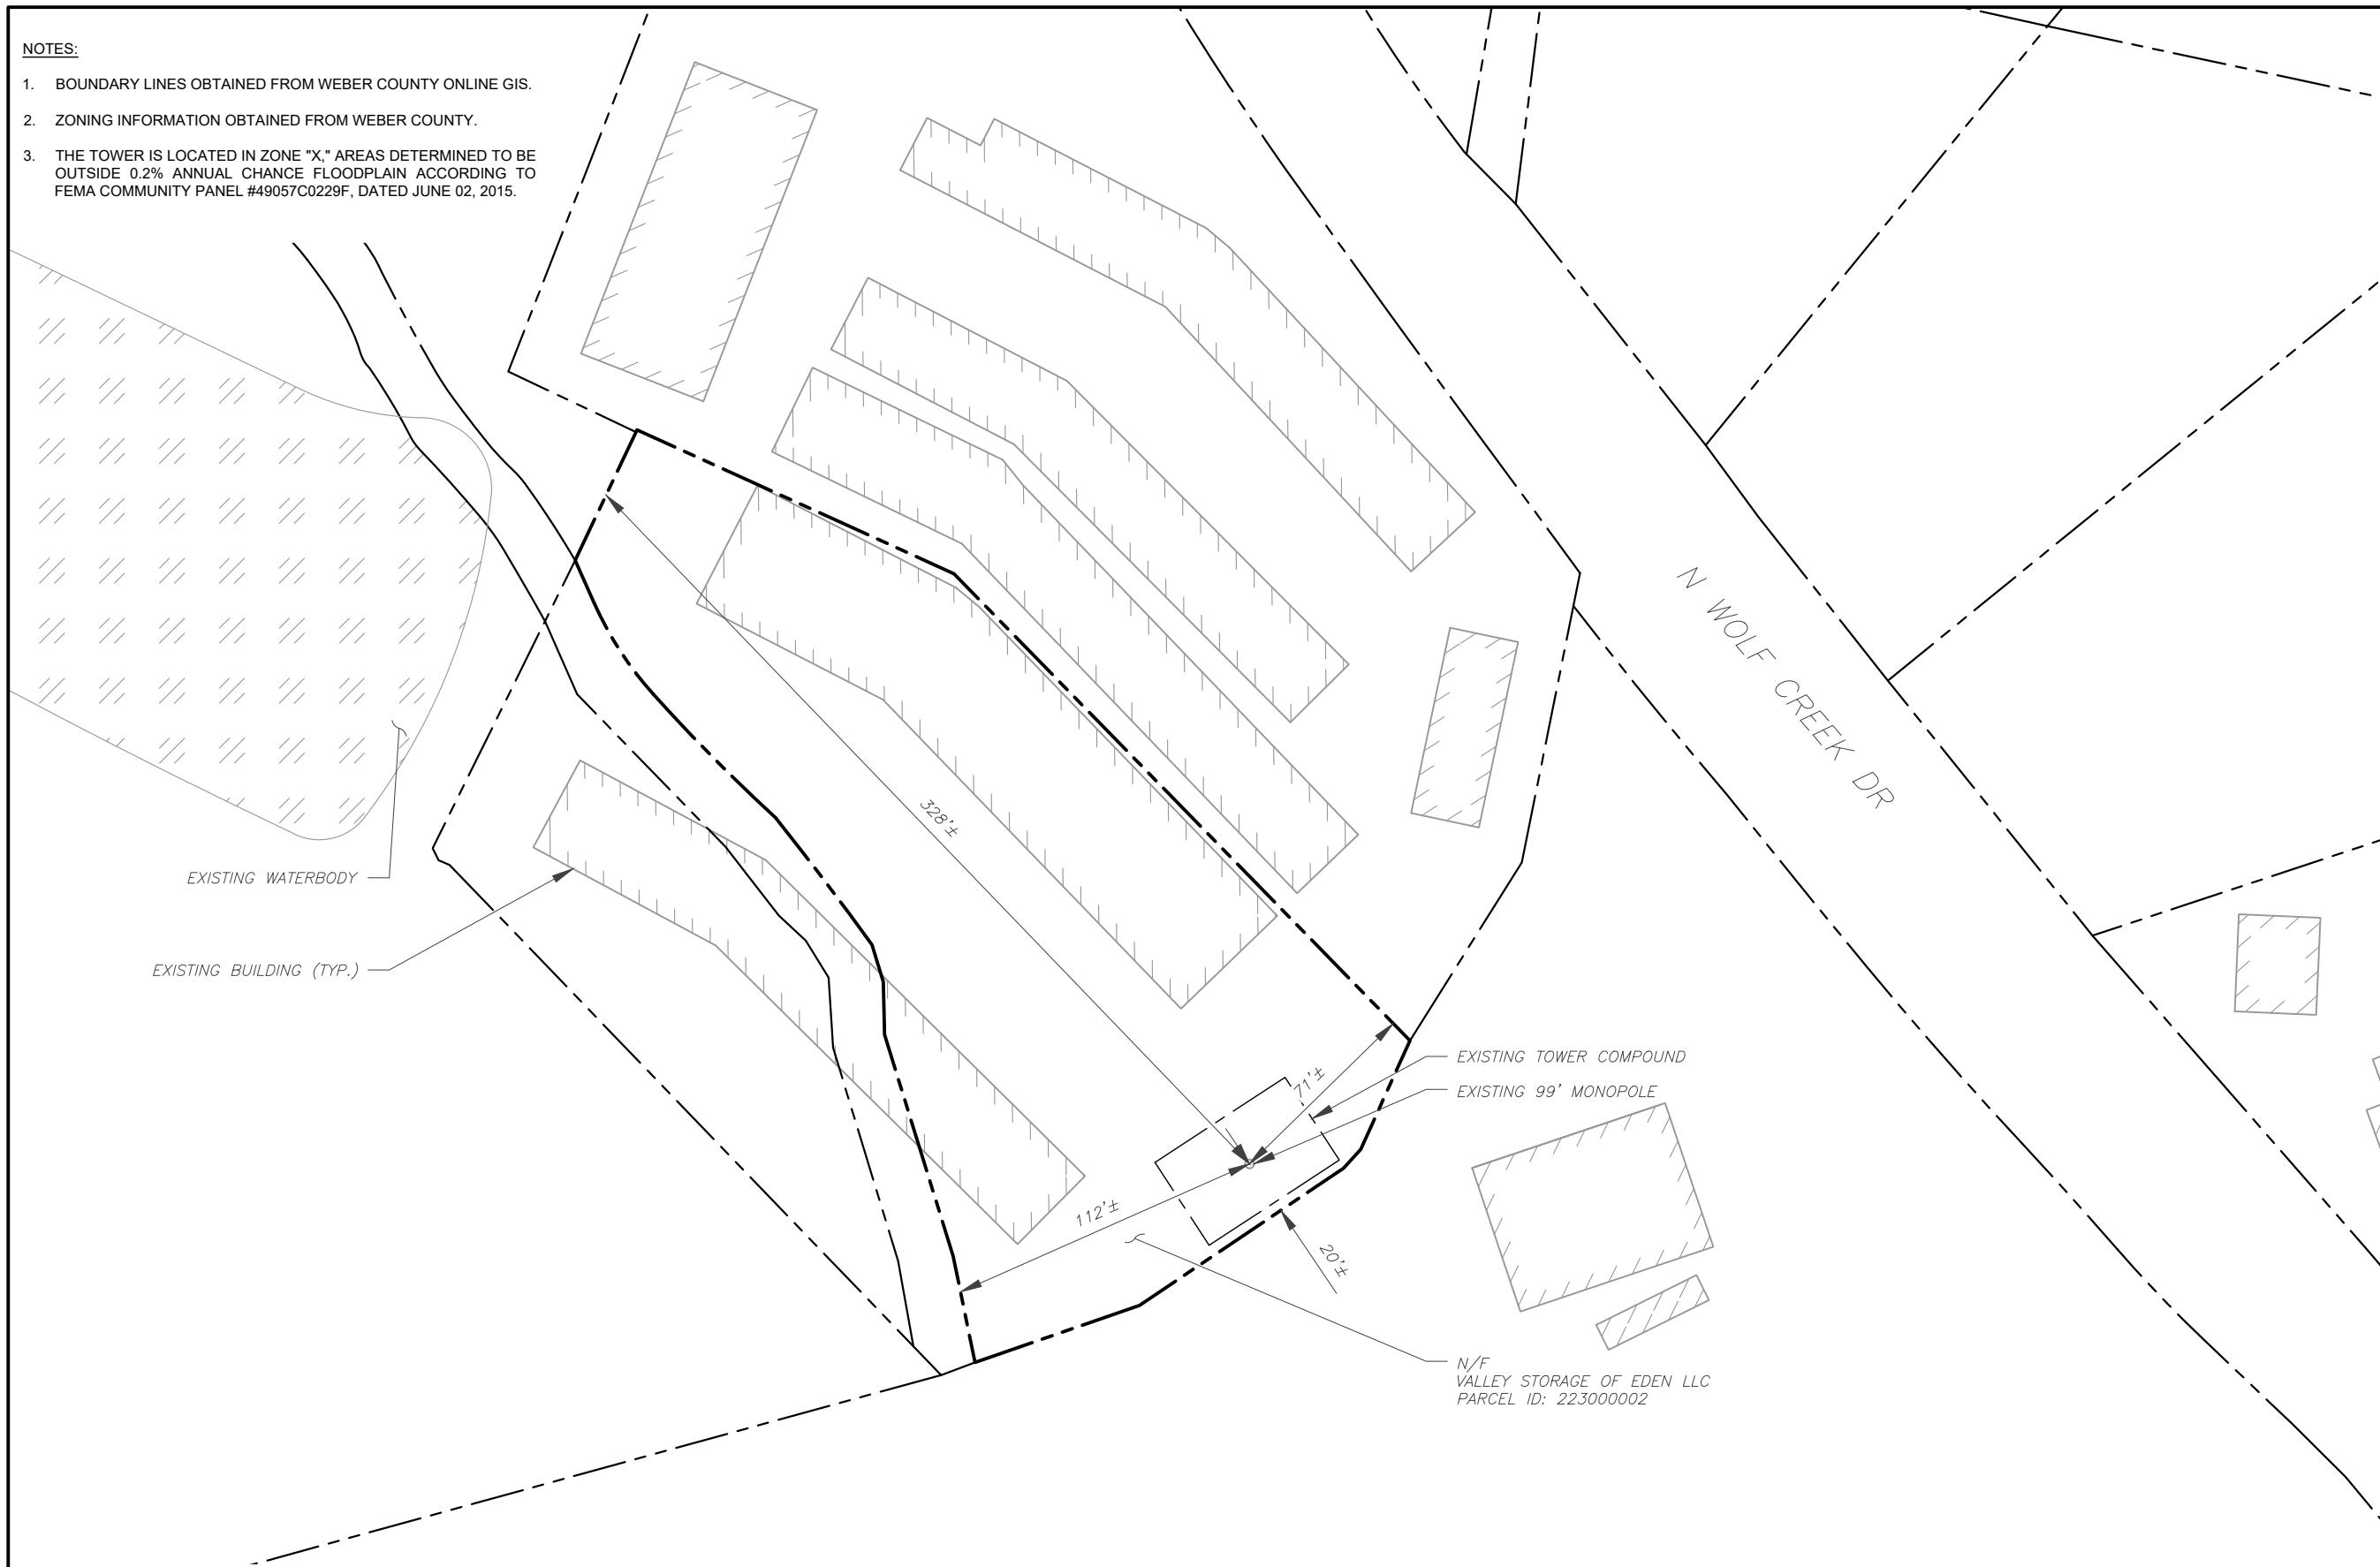 NOTES:
1. BOUNDARY LINES OBTAINED FROM WEBER COUNTY ONLINE GIS.
2. ZONING INFORMATION OBTAINED FROM WEBER COUNTY.
3. THE TOWER IS LOCATED IN ZONE "X," AREAS DETERMINED TO BE
OUTSIDE 0.2% ANNUAL CHANCE FLOODPLAIN ACCORDING TO
FEMA COMMUNITY PANEL #49057C0229F, DATED JUNE 02, 2015.
N WOLF CREEK DR
328'±
EXISTING WATERBODY
EXISTING BUILDING (TYP.)
71'±
EXISTING TOWER COMPOUND
EXISTING 99' MONOPOLE
112'±
20'±
N/F
VALLEY STORAGE OF EDEN LLC
PARCEL ID: 223000002